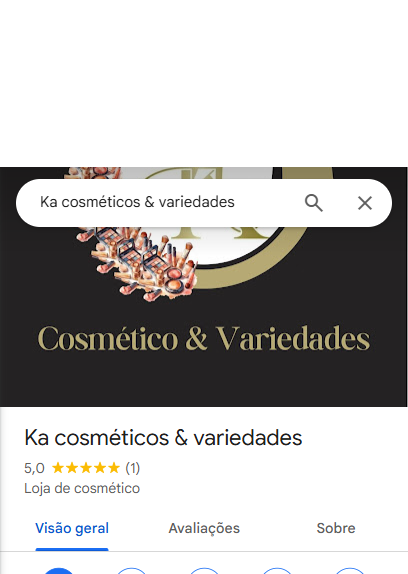 Ka cosméticos & variedades
Cosmético & Variedades
Ka cosméticos & variedades
5,0 ★★★★★ (1)
Loja de cosmético
Visão geral Avaliações Sobre